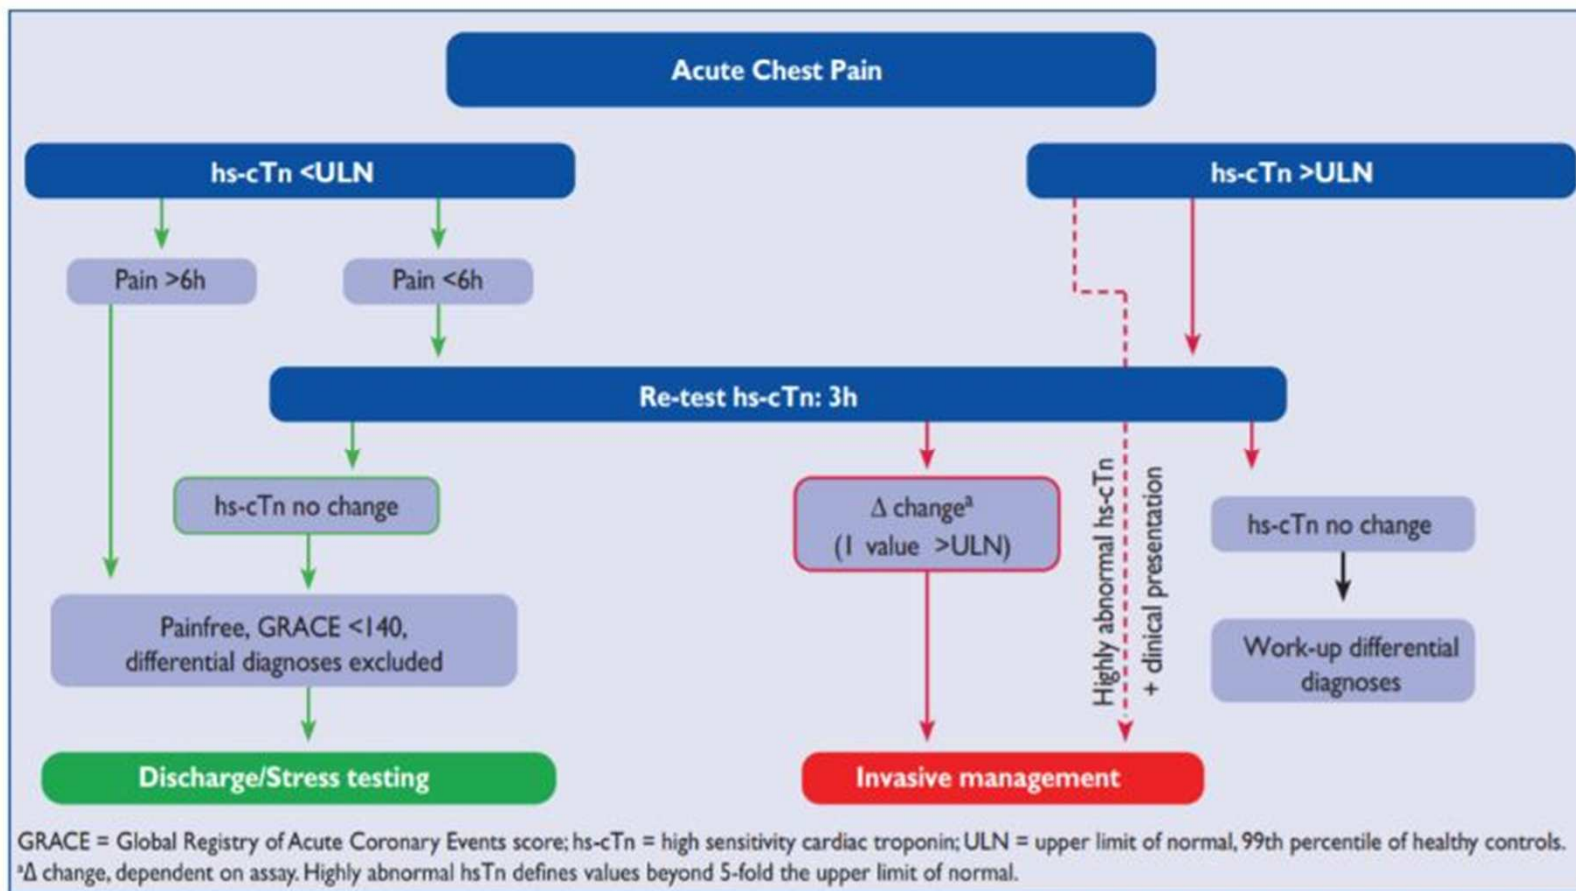 Acute Chest Pain
hs-cTn <ULN
hs-cTn >ULN
Pain >6h
Pain <6h
Re-test hs-cTn: 3h
hs-cTn no change
Δ changeᵃ
(1 value >ULN)
Highly abnormal hs-cTn
+ clinical presentation
hs-cTn no change
Painfree, GRACE <140,
differential diagnoses excluded
Work-up differential
diagnoses
Discharge/Stress testing
Invasive management
GRACE = Global Registry of Acute Coronary Events score; hs-cTn = high sensitivity cardiac troponin; ULN = upper limit of normal, 99th percentile of healthy controls.
ᵃΔ change, dependent on assay. Highly abnormal hsTn defines values beyond 5-fold the upper limit of normal.